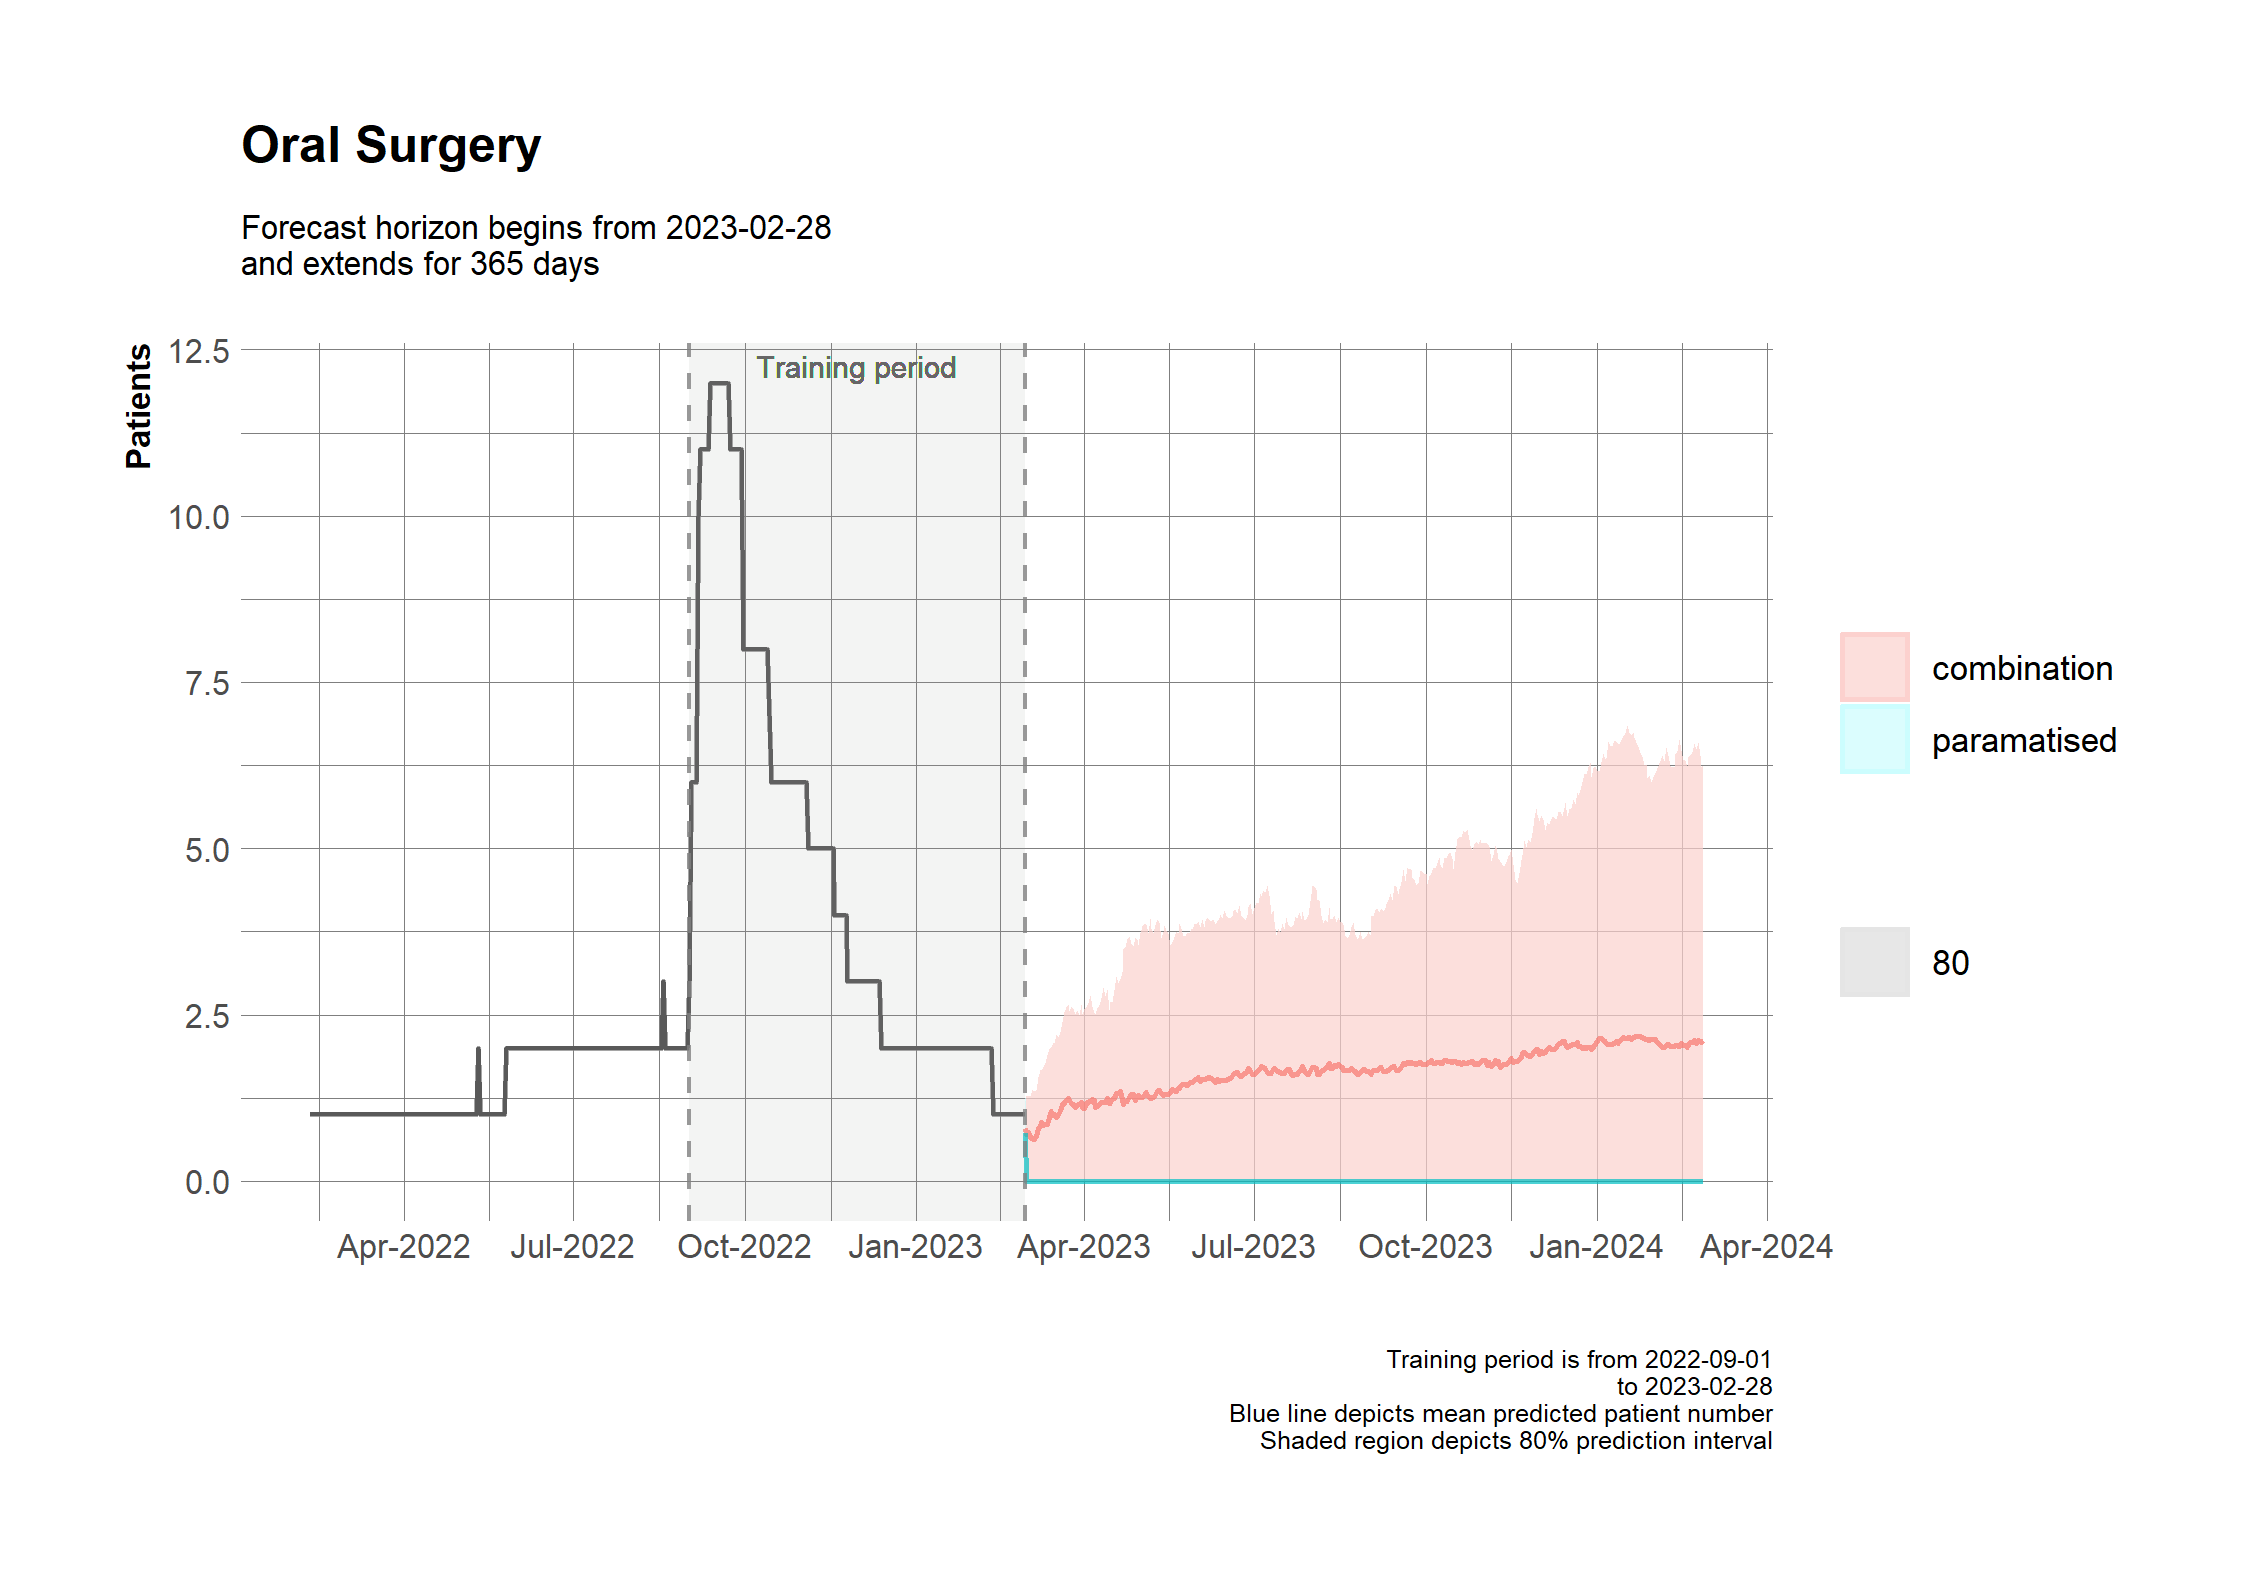 Oral Surgery
Forecast horizon begins from 2023-02-28
and extends for 365 days
Patients
12.5
10.0
7.5
5.0
2.5
0.0
Training period
Apr-2022
Jul-2022
Oct-2022
Jan-2023
Apr-2023
Jul-2023
Oct-2023
Jan-2024
Apr-2024
combination
paramatised
80
Training period is from 2022-09-01
to 2023-02-28
Blue line depicts mean predicted patient number
Shaded region depicts 80% prediction interval